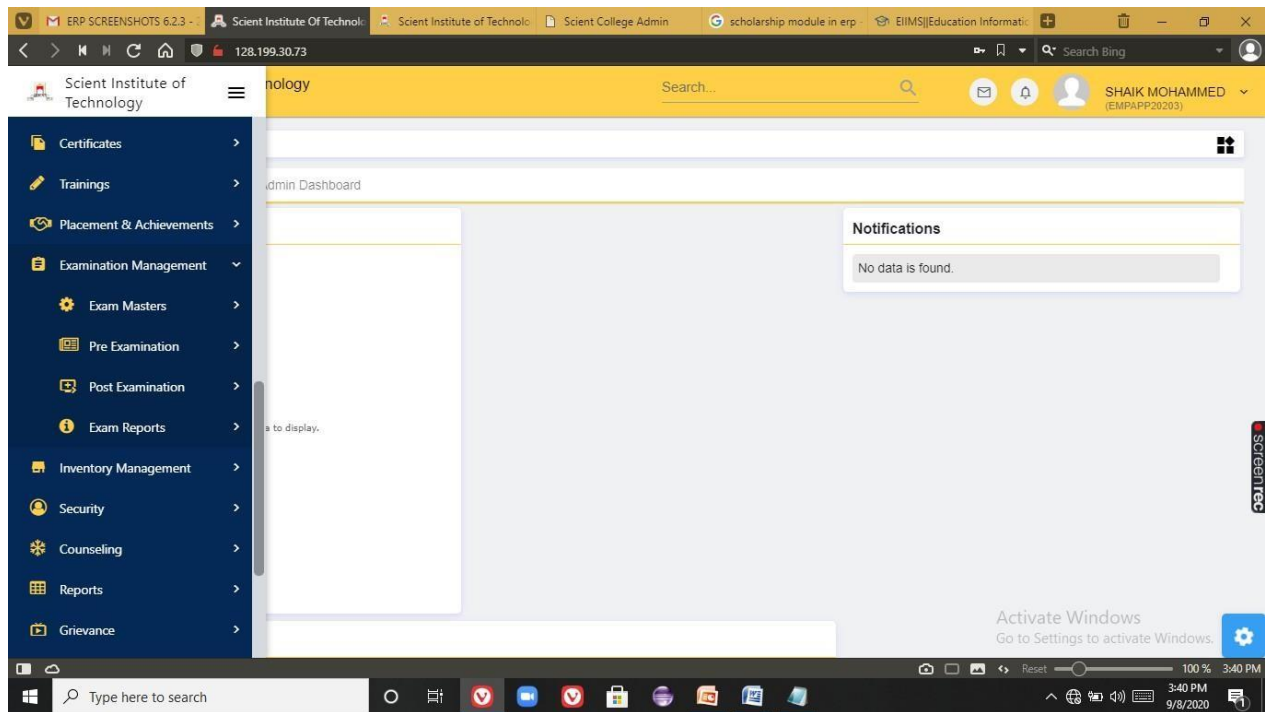 ERP SCREENSHOTS 6.2.3 -
Scient Institute Of Technolo
Scient Institute of Technolo
Scient College Admin
scholarship module in erp -
EIIMS||Education Informatic
128.199.30.73
Search Bing
Scient Institute of
Technology
nology
Search...
SHAIK MOHAMMED
(EMPAPP20203)
Certificates
Trainings
Placement & Achievements
Examination Management
Exam Masters
Pre Examination
Post Examination
Exam Reports
Inventory Management
Security
Counseling
Reports
Grievance
dmin Dashboard
a to display.
Notifications
No data is found.
screenrec
Activate Windows
Go to Settings to activate Windows.
Reset
100 %
3:40 PM
Type here to search
3:40 PM
9/8/2020
1